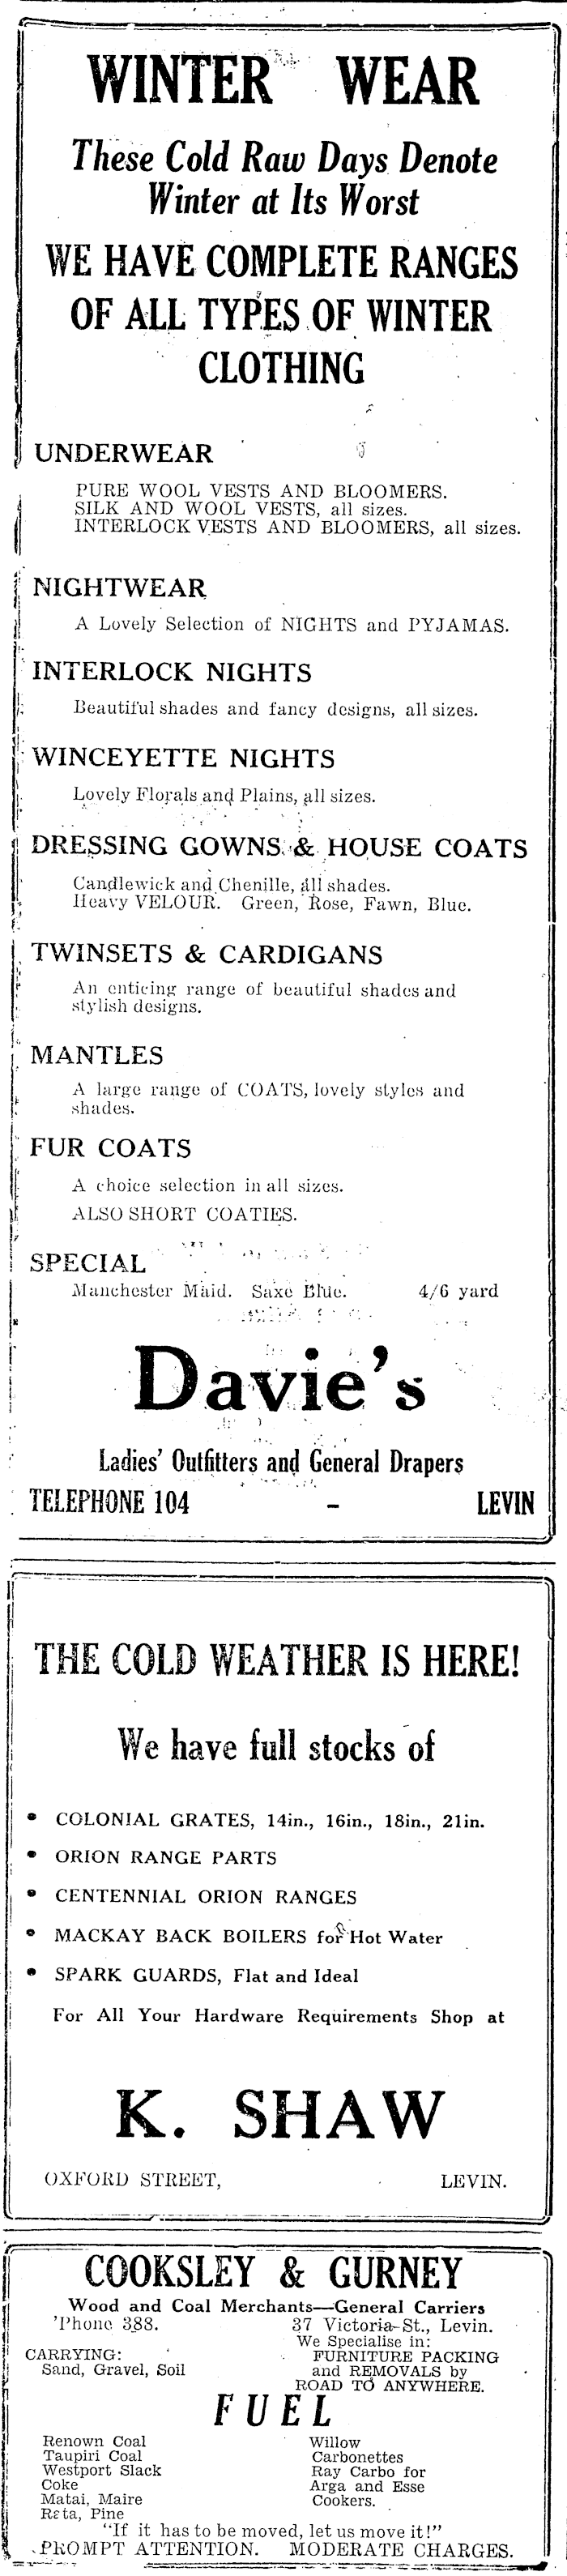 WINTER WEAR
These Cold Raw Days Denote
Winter at Its Worst
WE HAVE COMPLETE RANGES
OF ALL TYPES OF WINTER
CLOTHING
UNDERWEAR
PURE WOOL VESTS AND BLOOMERS.
SILK AND WOOL VESTS, all sizes.
INTERLOCK VESTS AND BLOOMERS, all sizes.
NIGHTWEAR
A Lovely Selection of NIGHTS and PYJAMAS.
INTERLOCK NIGHTS
Beautiful shades and fancy designs, all sizes.
WINCEYETTE NIGHTS
Lovely Florals and Plains, all sizes.
DRESSING GOWNS & HOUSE COATS
Candlewick and Chenille, all shades.
Heavy VELOUR. Green, Rose, Fawn, Blue.
TWINSETS & CARDIGANS
An enticing range of beautiful shades and
stylish designs.
MANTLES
A large range of COATS, lovely styles and
shades.
FUR COATS
A choice selection in all sizes.
ALSO SHORT COATIES.
SPECIAL
Manchester Maid. Saxe Blue. 4/6 yard
Davie's
Ladies' Outfitters and General Drapers
TELEPHONE 104 - LEVIN
THE COLD WEATHER IS HERE!
We have full stocks of
• COLONIAL GRATES, 14in., 16in., 18in., 21in.
• ORION RANGE PARTS
• CENTENNIAL ORION RANGES
• MACKAY BACK BOILERS for Hot Water
• SPARK GUARDS, Flat and Ideal
For All Your Hardware Requirements Shop at
K. SHAW
OXFORD STREET, LEVIN.
COOKSLEY & GURNEY
Wood and Coal Merchants—General Carriers
'Phone 388. 37 Victoria St., Levin.
CARRYING:
Sand, Gravel, Soil
We Specialise in:
FURNITURE PACKING
and REMOVALS by
ROAD TO ANYWHERE.
FUEL
Renown Coal
Taupiri Coal
Westport Slack
Coke
Matai, Maire
Rata, Pine
Willow
Carbonettes
Ray Carbo for
Arga and Esse
Cookers.
"If it has to be moved, let us move it!"
PROMPT ATTENTION. MODERATE CHARGES.